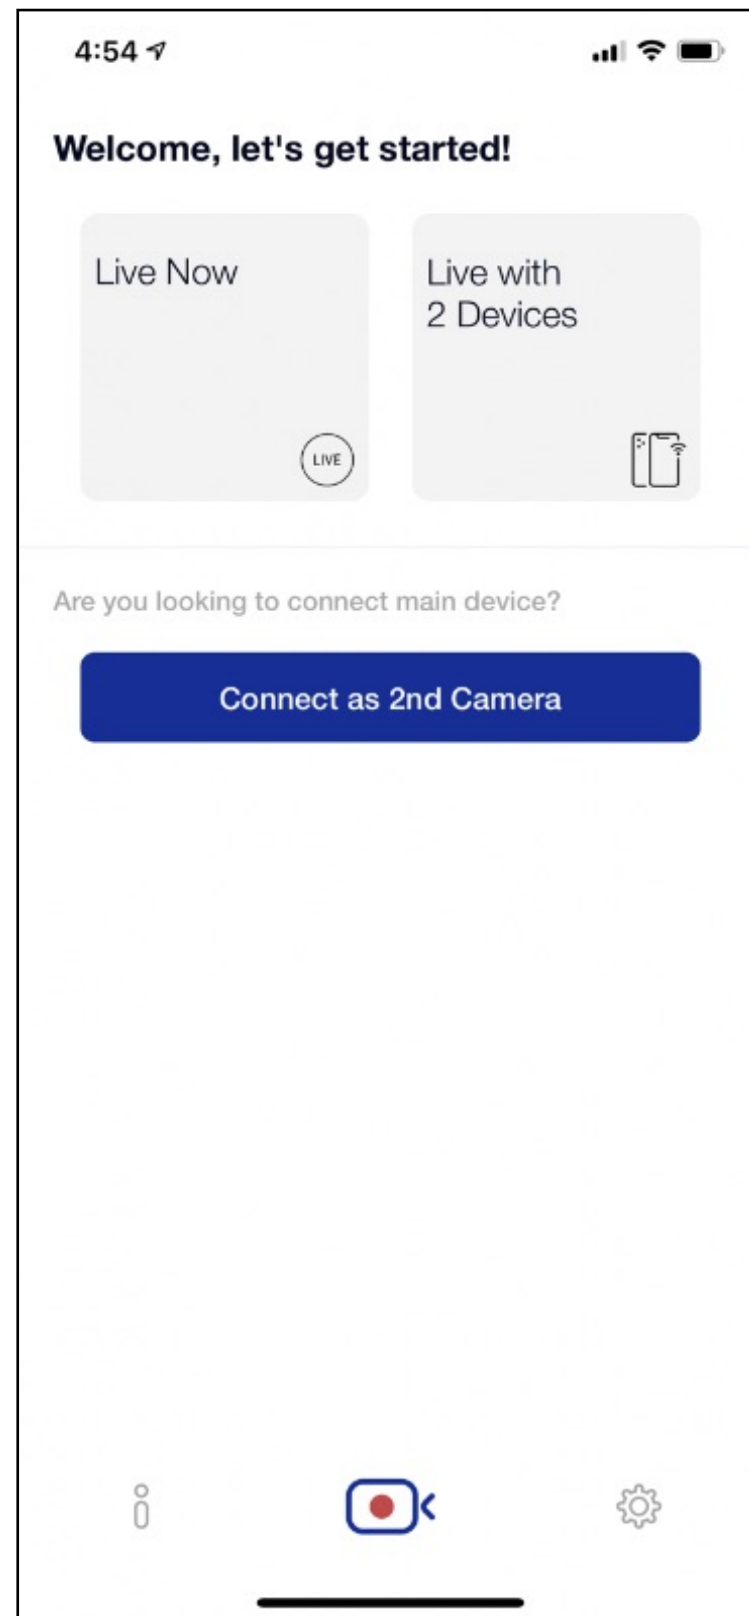 4:54
Welcome, let's get started!
Live Now
LIVE
Live with
2 Devices
Are you looking to connect main device?
Connect as 2nd Camera